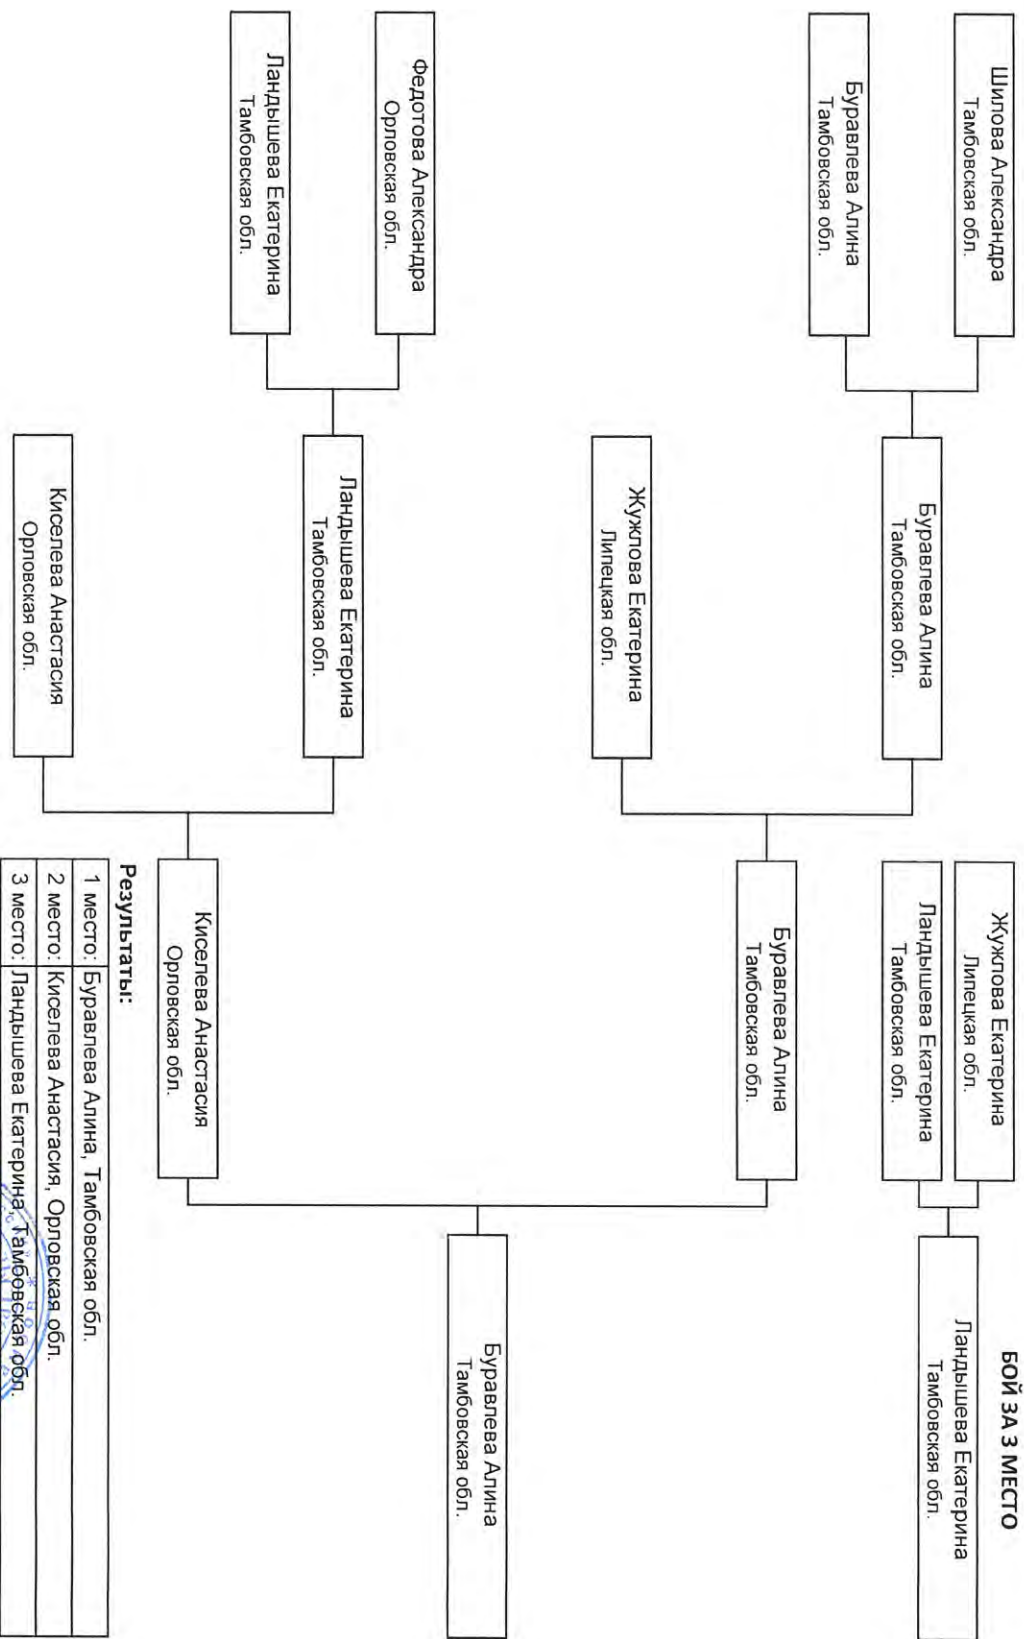 БОЙ ЗА 3 МЕСТО
Шилова Александра
Тамбовская обл.
Буравлева Алина
Тамбовская обл.
Буравлева Алина
Тамбовская обл.
Жужлова Екатерина
Липецкая обл.
Федотова Александра
Орловская обл.
Ландышева Екатерина
Тамбовская обл.
Ландышева Екатерина
Тамбовская обл.
Киселева Анастасия
Орловская обл.
Жужлова Екатерина
Липецкая обл.
Ландышева Екатерина
Тамбовская обл.
Ландышева Екатерина
Тамбовская обл.
Буравлева Алина
Тамбовская обл.
Киселева Анастасия
Орловская обл.
Буравлева Алина
Тамбовская обл.
Результаты:
1 место: Буравлева Алина, Тамбовская обл.
2 место: Киселева Анастасия, Орловская обл.
3 место: Ландышева Екатерина, Тамбовская обл.